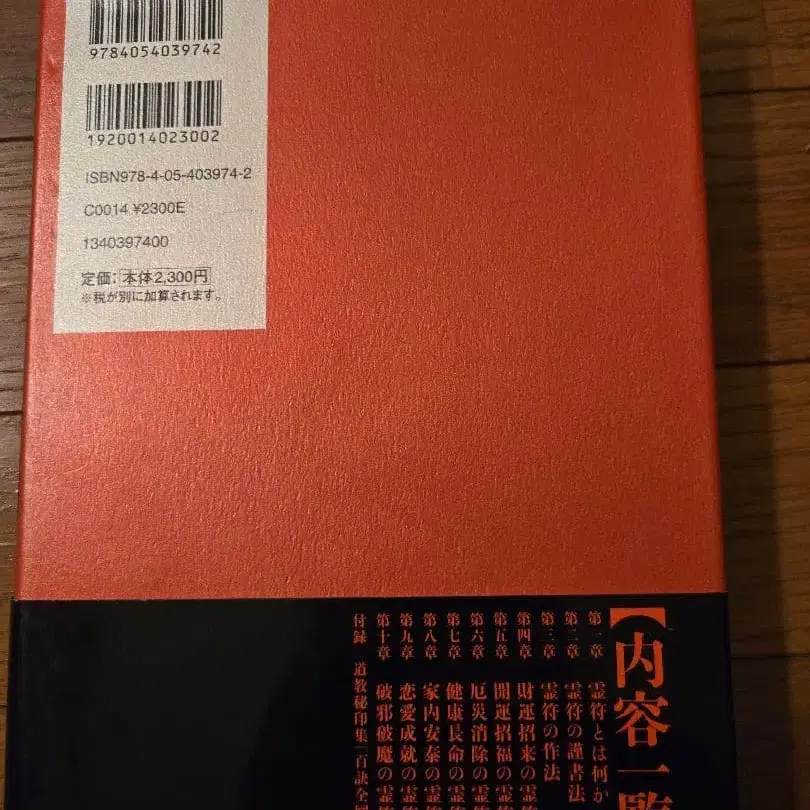 9784054039742
1920014023002
ISBN978-4-05-403974-2
C0014 ¥2300E
1340397400
定価：本体2,300円
※税が別に加算されます。
【内容一覧
第一章 霊符とは何か
第二章 霊符の謹書法
第三章 霊符の作法
第四章 財運招来の霊
第五章 開運招福の霊
第六章 厄災消除の霊
第七章 健康長命の霊
第八章 家内安泰の霊
第九章 恋愛成就の霊
第十章 破邪破魔の霊
付録 道教秘印集「百訣全